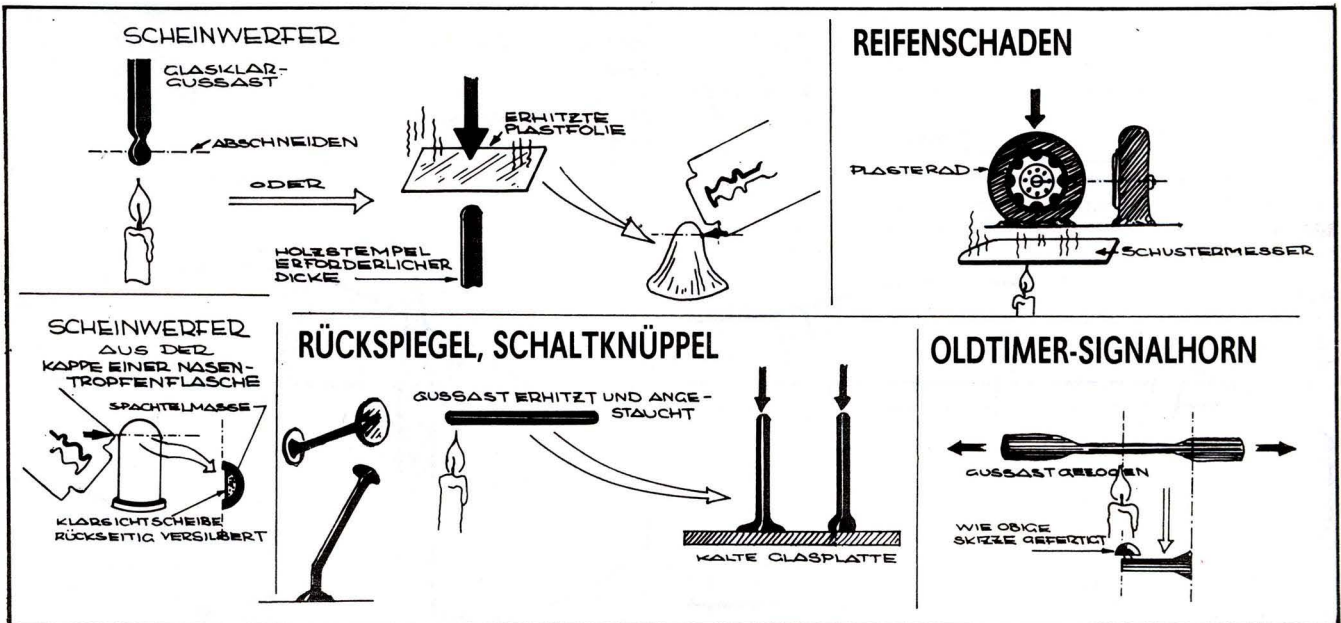 SCHEINWERFER
GLASKLAR-
GUSSAST
ABSCHNEIDEN
ODER
ERHITZTE
PLASTFOLIE
HOLZSTEMPEL
ERFORDERLICHER
DICKE
REIFENSCHADEN
PLASTERAD
SCHUSTERMESSER
SCHEINWERFER
AUS DER
KAPPE EINER NASEN-
TROPFENFLASCHE
SPACHTELMASSE
KLARSICHTSCHEIBE
RÜCKSEITIG VERSILBERT
RÜCKSPIEGEL, SCHALTKNÜPPEL
GUSSAST ERHITZT UND ANGE-
STAUCHT
KALTE GLASPLATTE
OLDTIMER-SIGNALHORN
GUSSAST GEZOGEN
WIE OBIGE
SKIZZE GEFERTIGT